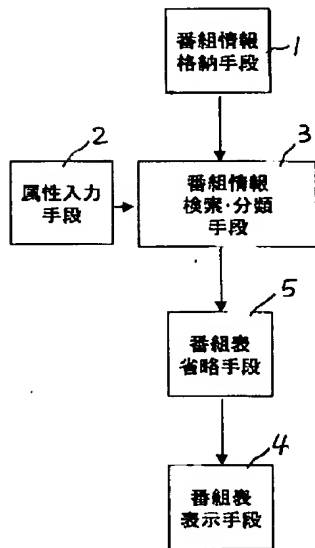 番組情報
格納手段
1
2
属性入力
手段
3
番組情報
検索・分類
手段
5
番組表
省略手段
4
番組表
表示手段